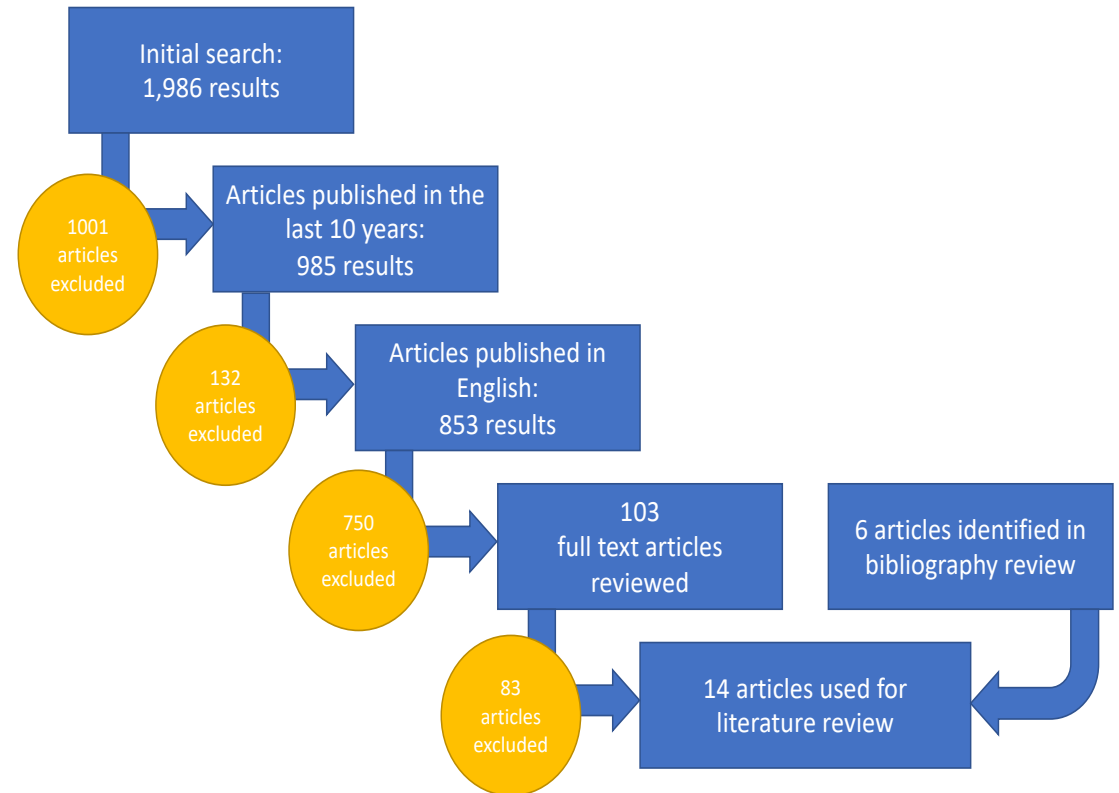 Initial search:
1,986 results
1001
articles
excluded
Articles published in the
last 10 years:
985 results
132
articles
excluded
Articles published in
English:
853 results
750
articles
excluded
103
full text articles
reviewed
6 articles identified in
bibliography review
83
articles
excluded
14 articles used for
literature review